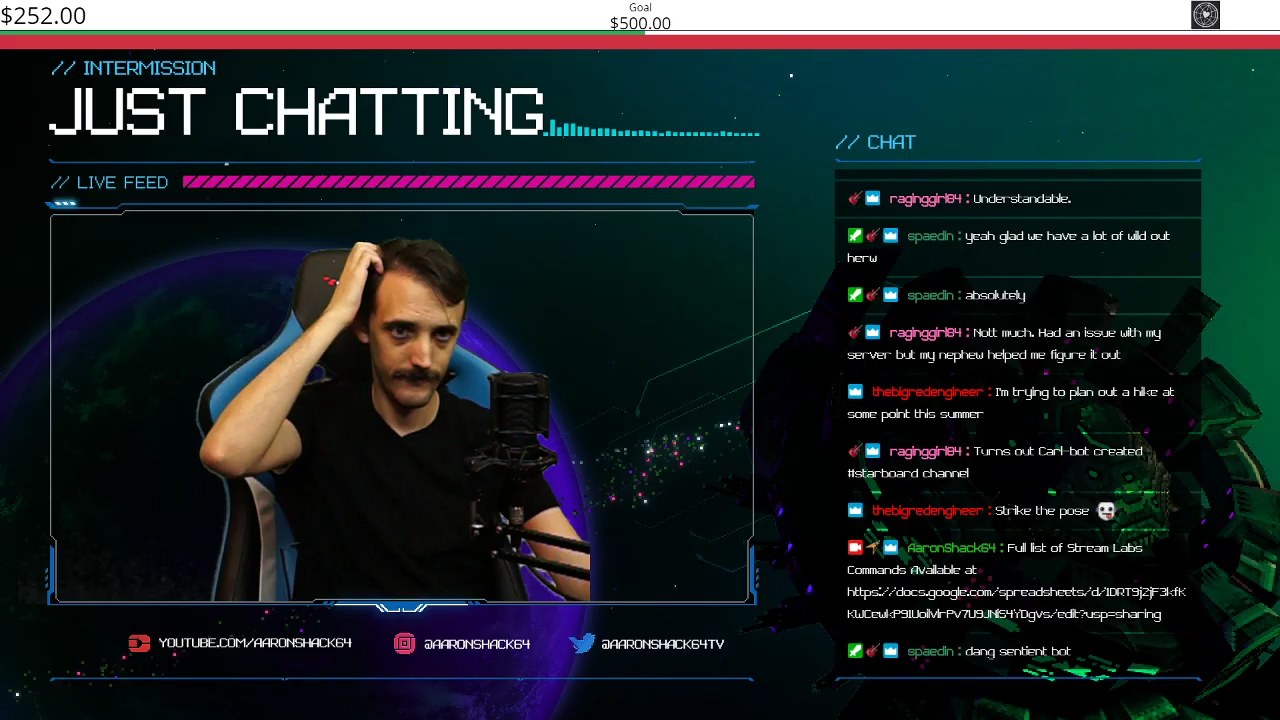 $252.00
Goal
$500.00
// INTERMISSION
JUST CHATTING
// LIVE FEED
// CHAT
raginggirl84 : Understandable.
spaedin : yeah glad we have a lot of wild out
herw
spaedin : absolutely
raginggirl84 : Nott much. Had an issue with my
server but my nephew helped me figure it out
thebigredengineer : I'm trying to plan out a hike at
some point this summer
raginggirl84 : Turns out Carl-bot created
#starboard channel
thebigredengineer : Strike the pose
AaronShack64 : Full list of Stream Labs
Commands Available at
spaedin : dang sentient bot
YOUTUBE.COM/AARONSHACK64
@AARONSHACK64
@AARONSHACK64TV